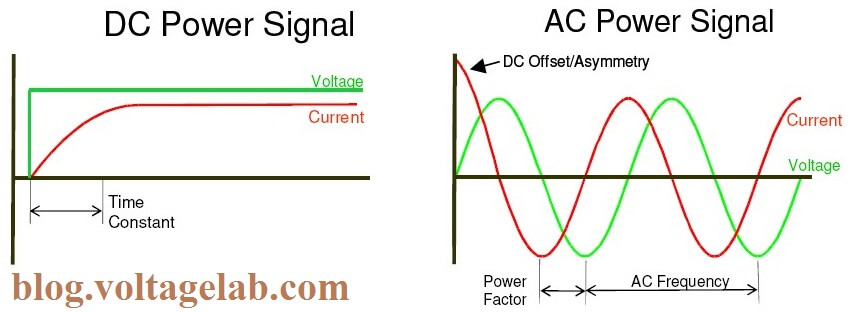 DC Power Signal
Voltage
Current
Time
Constant
blog.voltagelab.com
AC Power Signal
DC Offset/Asymmetry
Current
Voltage
Power
Factor
AC Frequency